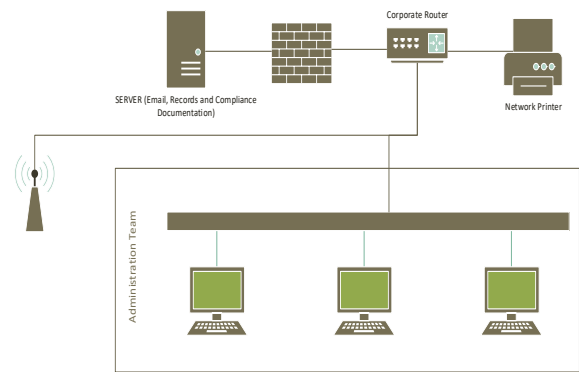 Corporate Router
SERVER (Email, Records and Compliance
Documentation)
Network Printer
Administration Team